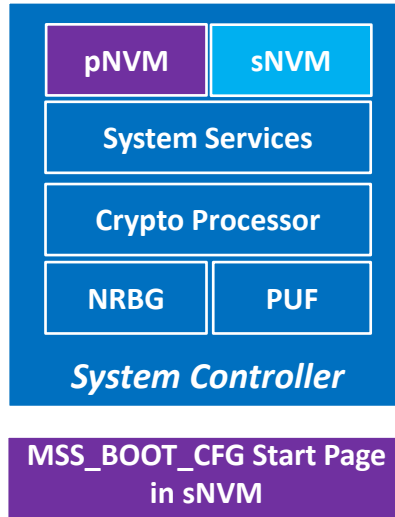 pNVM sNVM
System Services
Crypto Processor
NRBG PUF
System Controller
MSS_BOOT_CFG Start Page
in sNVM